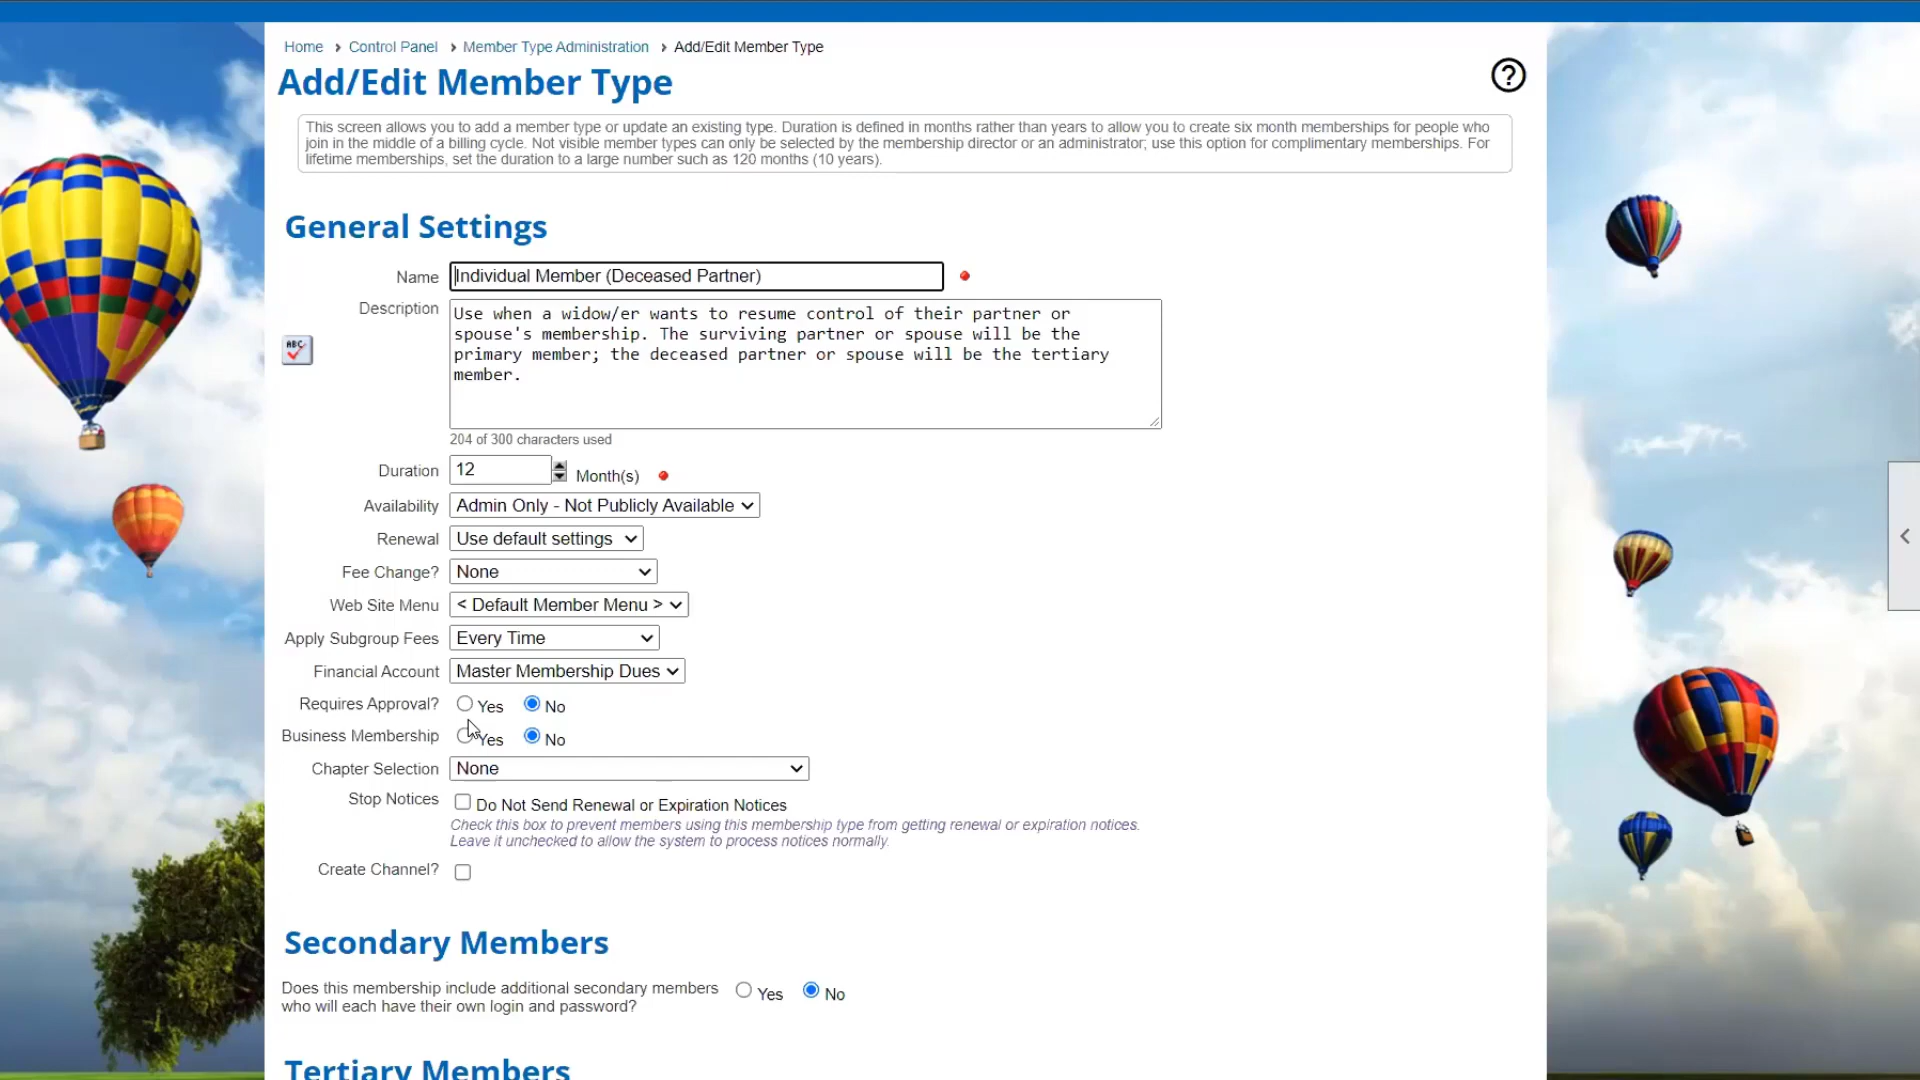 Home › Control Panel › Member Type Administration › Add/Edit Member Type
Add/Edit Member Type
?
This screen allows you to add a member type or update an existing type. Duration is defined in months rather than years to allow you to create six month memberships for people who
join in the middle of a billing cycle. Not visible member types can only be selected by the membership director or an administrator; use this option for complimentary memberships. For
lifetime memberships, set the duration to a large number such as 120 months (10 years).
General Settings
Name Individual Member (Deceased Partner)
Description Use when a widow/er wants to resume control of their partner or
spouse's membership. The surviving partner or spouse will be the
primary member; the deceased partner or spouse will be the tertiary
member.
ABC
204 of 300 characters used
Duration 12 Month(s)
Availability Admin Only - Not Publicly Available
Renewal Use default settings
Fee Change? None
Web Site Menu < Default Member Menu >
Apply Subgroup Fees Every Time
Financial Account Master Membership Dues
Requires Approval? Yes No
Business Membership Yes No
Chapter Selection None
Stop Notices Do Not Send Renewal or Expiration Notices
Check this box to prevent members using this membership type from getting renewal or expiration notices.
Leave it unchecked to allow the system to process notices normally.
Create Channel?
Secondary Members
Does this membership include additional secondary members Yes No
who will each have their own login and password?
Tertiary Members